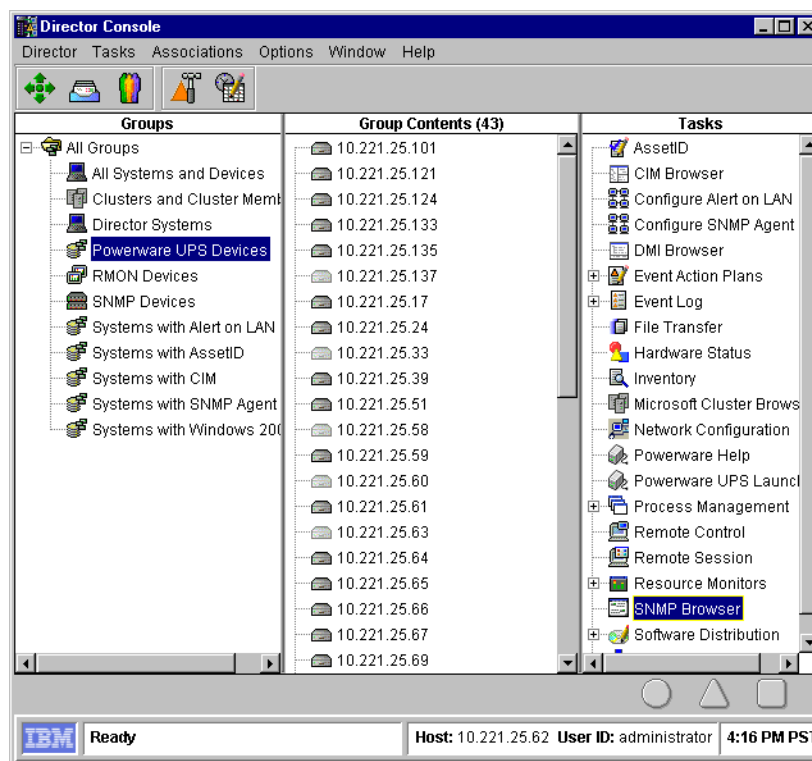 Director Console
Director Tasks Associations Options Window Help
Groups
All Groups
All Systems and Devices
Clusters and Cluster
Director Systems
Powerware UPS Devices
RMON Devices
SNMP Devices
Systems with Alert on LAN
Systems with AssetID
Systems with CIM
Systems with SNMP Agent
Systems with Windows 200
Group Contents (43)
10.221.25.101
10.221.25.121
10.221.25.124
10.221.25.133
10.221.25.135
10.221.25.137
10.221.25.17
10.221.25.24
10.221.25.33
10.221.25.39
10.221.25.51
10.221.25.58
10.221.25.59
10.221.25.60
10.221.25.61
10.221.25.63
10.221.25.64
10.221.25.65
10.221.25.66
10.221.25.67
10.221.25.69
Tasks
AssetID
CIM Browser
Configure Alert on LAN
Configure SNMP Agent
DMI Browser
Event Action Plans
Event Log
File Transfer
Hardware Status
Inventory
Microsoft Cluster Brows
Network Configuration
Powerware Help
Powerware UPS Launcl
Process Management
Remote Control
Remote Session
Resource Monitors
SNMP Browser
Software Distribution
IBM
Ready
Host: 10.221.25.62 User ID: administrator
4:16 PM PST